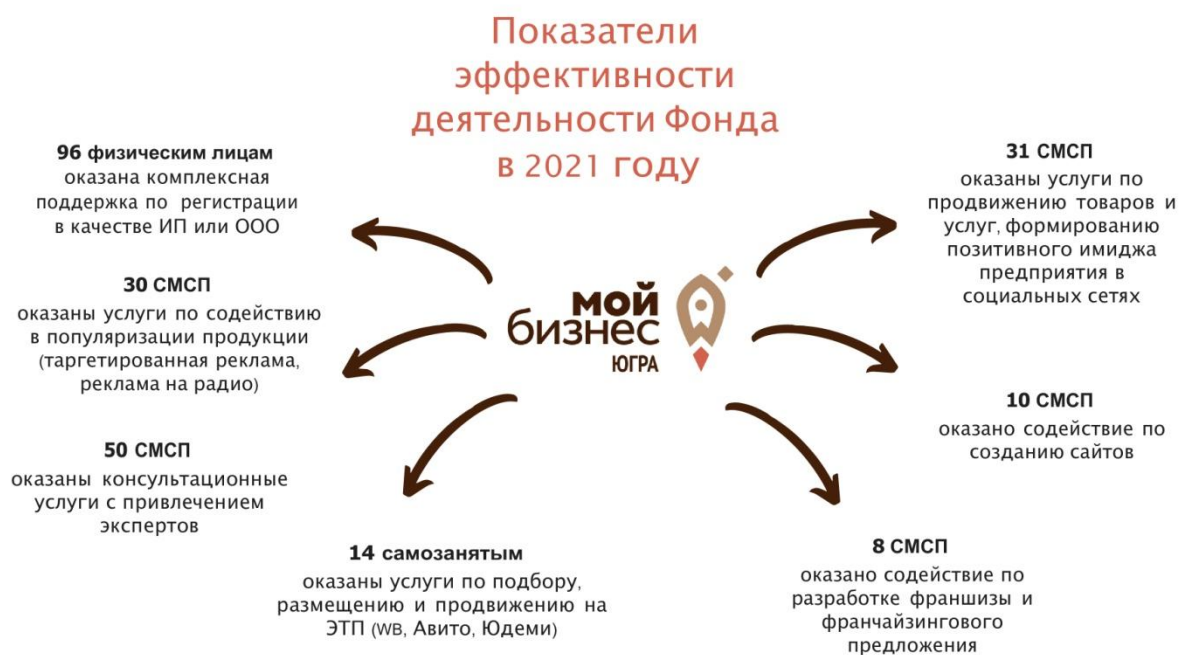 Показатели
эффективности
деятельности Фонда
в 2021 году
96 физическим лицам
оказана комплексная
поддержка по регистрации
в качестве ИП или ООО
30 СМСП
оказаны услуги по содействию
в популяризации продукции
(таргетированная реклама,
реклама на радио)
50 СМСП
оказаны консультационные
услуги с привлечением
экспертов
14 самозанятым
оказаны услуги по подбору,
размещению и продвижению на
ЭТП (WB, Авито, Юдеми)
мой
бизнес
ЮГРА
31 СМСП
оказаны услуги по
продвижению товаров и
услуг, формированию
позитивного имиджа
предприятия в
социальных сетях
10 СМСП
оказано содействие по
созданию сайтов
8 СМСП
оказано содействие по
разработке франшизы и
франчайзингового
предложения